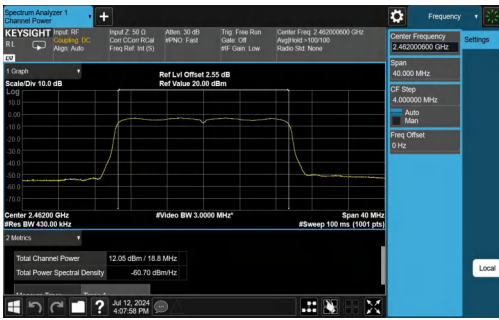 Spectrum Analyzer 1
Channel Power
Frequency
KEYSIGHT
Input: RF
Input Z: 50 Ω
Atten: 30 dB
Trig: Free Run
Center Freq: 2.462000600 GHz
RL
Coupling: DC
Corr CCorr RCal
#PNO: Fast
Gate: Off
Avg|Hold:>100/100
Align: Auto
Freq Ref: Int (S)
#IF Gain: Low
Radio Std: None
Center Frequency
2.462000600 GHz
Settings
Span
40.000 MHz
CF Step
4.000000 MHz
Auto
Man
Freq Offset
0 Hz
Local
1 Graph
Scale/Div 10.0 dB
Ref Lvl Offset 2.55 dB
Ref Value 20.00 dBm
Log
10.0
0.00
-10.0
-20.0
-30.0
-40.0
-50.0
-60.0
-70.0
Center 2.46200 GHz
#Video BW 3.0000 MHz*
Span 40 MHz
#Res BW 430.00 kHz
#Sweep 100 ms (1001 pts)
2 Metrics
Total Channel Power
12.05 dBm / 18.8 MHz
Total Power Spectral Density
-60.70 dBm/Hz
?
Jul 12, 2024
4:07:58 PM